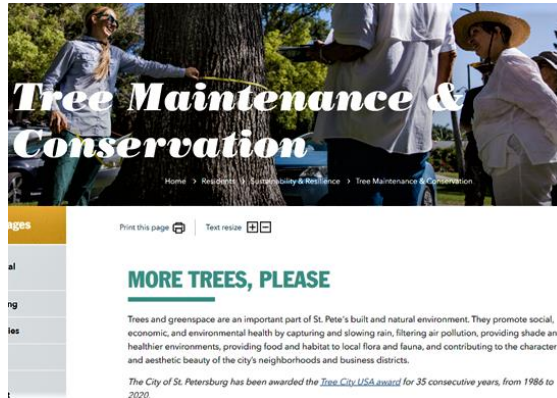 Tree Maintenance &
Conservation
Home > Residents > Sustainability & Resilience > Tree Maintenance & Conservation
ages
Print this page Text resize + −
al
ng
ies
MORE TREES, PLEASE
Trees and greenspace are an important part of St. Pete's built and natural environment. They promote social,
economic, and environmental health by capturing and slowing rain, filtering air pollution, providing shade an
healthier environments, providing food and habitat to local flora and fauna, and contributing to the character
and aesthetic beauty of the city's neighborhoods and business districts.
The City of St. Petersburg has been awarded the Tree City USA award for 35 consecutive years, from 1986 to
2020.